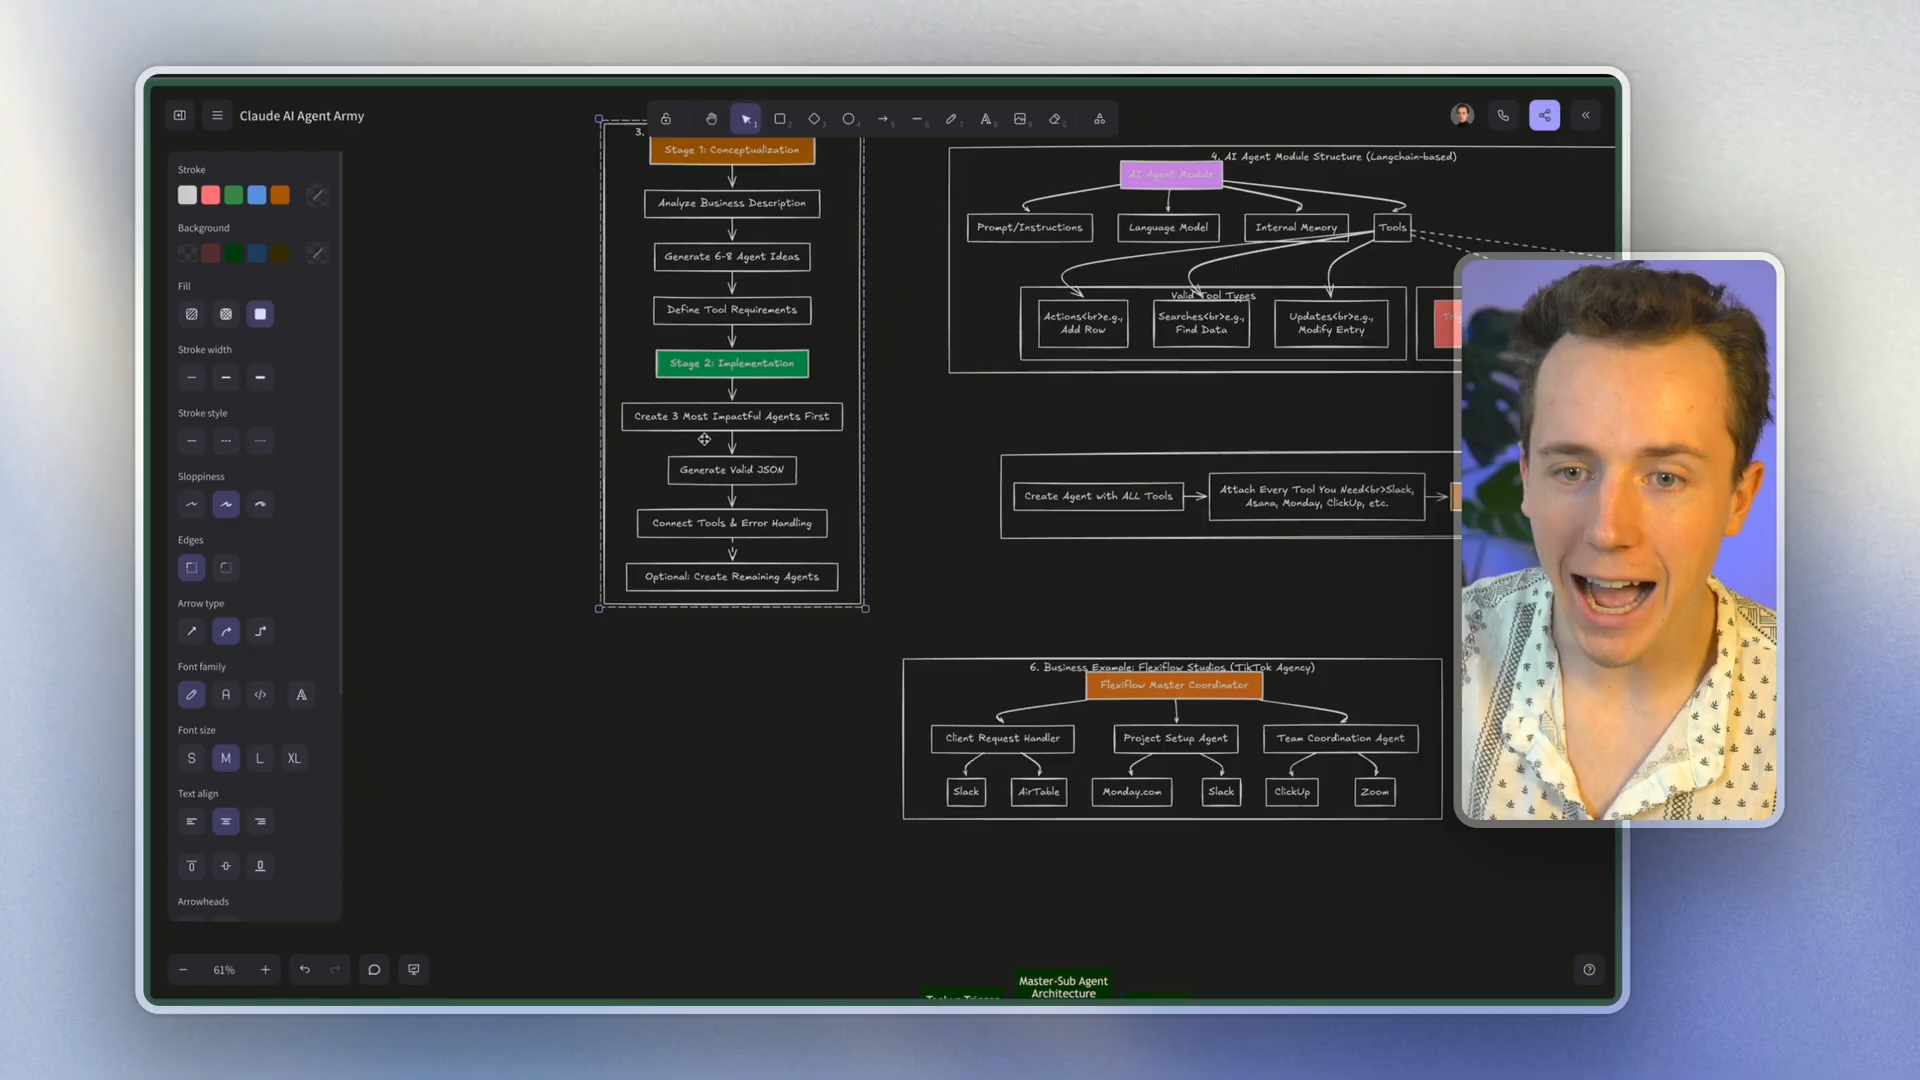 Claude AI Agent Army
Stroke
Background
Fill
Stroke width
Stroke style
Sloppiness
Edges
Arrow type
Font family
Font size
S M L XL
Text align
Arrowheads
61%
3.
Stage 1: Conceptualization
Analyze Business Description
Generate 6-8 Agent Ideas
Define Tool Requirements
Stage 2: Implementation
Create 3 Most Impactful Agents First
Generate Valid JSON
Connect Tools & Error Handling
Optional: Create Remaining Agents
4. AI Agent Module Structure (Langchain-based)
AI Agent Module
Prompt/Instructions
Language Model
Internal Memory
Tools
Valid Tool Types
Actions<br>e.g.,
Add Row
Searches<br>e.g.,
Find Data
Updates<br>e.g.,
Modify Entry
Create Agent with ALL Tools
Attach Every Tool You Need<br>Slack,
Asana, Monday, ClickUp, etc.
6. Business Example: Flexiflow Studios (TikTok Agency)
Flexiflow Master Coordinator
Client Request Handler
Project Setup Agent
Team Coordination Agent
Slack
AirTable
Monday.com
Slack
ClickUp
Zoom
Master-Sub Agent
Architecture